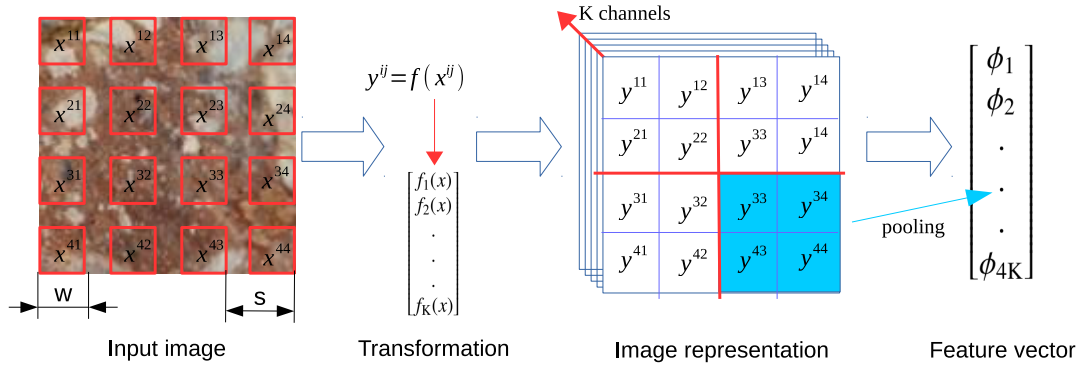 x¹¹ x¹² x¹³ x¹⁴
x²¹ x²² x²³ x²⁴
x³¹ x³² x³³ x³⁴
x⁴¹ x⁴² x⁴³ x⁴⁴
w
s
Input image
yⁱʲ=f(xⁱʲ)
f₁(x)
f₂(x)
.
.
.
f_K(x)
Transformation
K channels
y¹¹ y¹² y¹³ y¹⁴
y²¹ y²² y³³ y¹⁴
y³¹ y³² y³³ y³⁴
y⁴¹ y⁴² y⁴³ y⁴⁴
Image representation
pooling
ϕ₁
ϕ₂
.
.
.
ϕ₄K
Feature vector